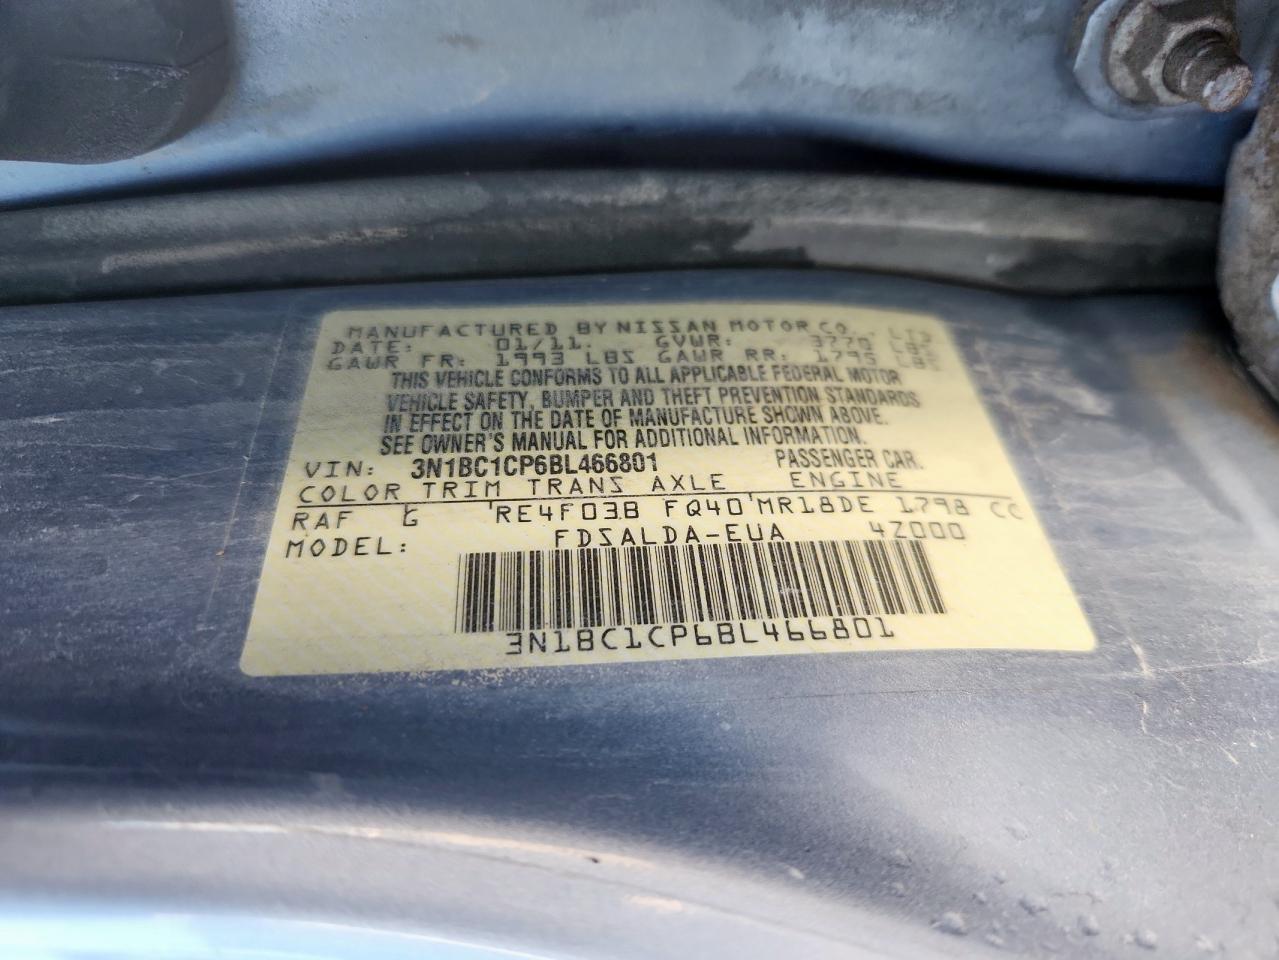 MANUFACTURED BY NISSAN MOTOR CO., LTD
DATE: 01/11. GVWR: 3770 LBS
GAWR FR: 1993 LBS GAWR RR: 1795 LBS
THIS VEHICLE CONFORMS TO ALL APPLICABLE FEDERAL MOTOR
VEHICLE SAFETY, BUMPER AND THEFT PREVENTION STANDARDS
IN EFFECT ON THE DATE OF MANUFACTURE SHOWN ABOVE.
SEE OWNER'S MANUAL FOR ADDITIONAL INFORMATION.
VIN: 3N1BC1CP6BL466801 PASSENGER CAR.
COLOR TRIM TRANS AXLE ENGINE
RAF G RE4F03B FQ40 MR18DE 1798 CC
MODEL: FDSALDA-EUA 4Z000
3N1BC1CP6BL466801